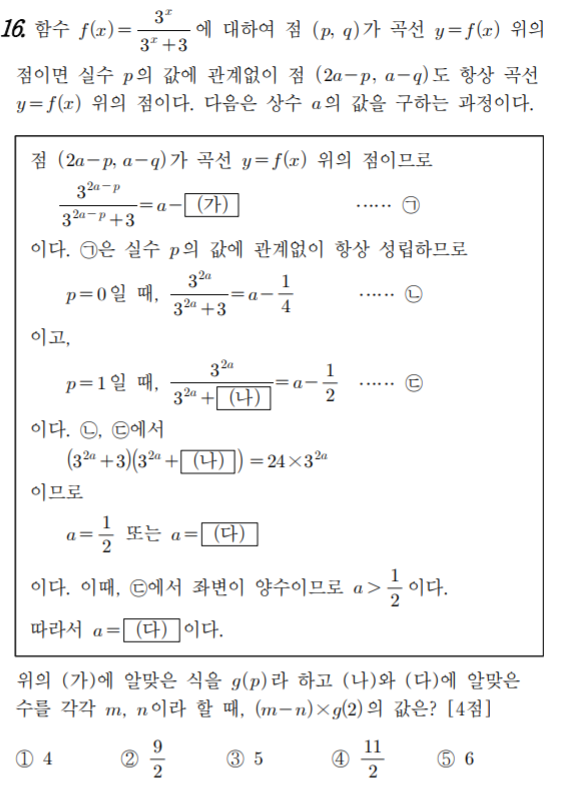 16. 함수 f(x)=\frac{3^x}{3^x+3}에 대하여 점 (p, q)가 곡선 y=f(x) 위의
점이면 실수 p의 값에 관계없이 점 (2a-p, a-q)도 항상 곡선
y=f(x) 위의 점이다. 다음은 상수 a의 값을 구하는 과정이다.
점 (2a-p, a-q)가 곡선 y=f(x) 위의 점이므로
\frac{3^{2a-p}}{3^{2a-p}+3}=a-(가) …… ㉠
이다. ㉠은 실수 p의 값에 관계없이 항상 성립하므로
p=0일 때, \frac{3^{2a}}{3^{2a}+3}=a-\frac{1}{4} …… ㉡
이고,
p=1일 때, \frac{3^{2a}}{3^{2a}+(나)}=a-\frac{1}{2} …… ㉢
이다. ㉡, ㉢에서
(3^{2a}+3)(3^{2a}+(나))=24×3^{2a}
이므로
a=\frac{1}{2} 또는 a=(다)
이다. 이때, ㉢에서 좌변이 양수이므로 a>\frac{1}{2}이다.
따라서 a=(다)이다.
위의 (가)에 알맞은 식을 g(p)라 하고 (나)와 (다)에 알맞은
수를 각각 m, n이라 할 때, (m-n)×g(2)의 값은? [4점]
① 4 ② \frac{9}{2} ③ 5 ④ \frac{11}{2} ⑤ 6